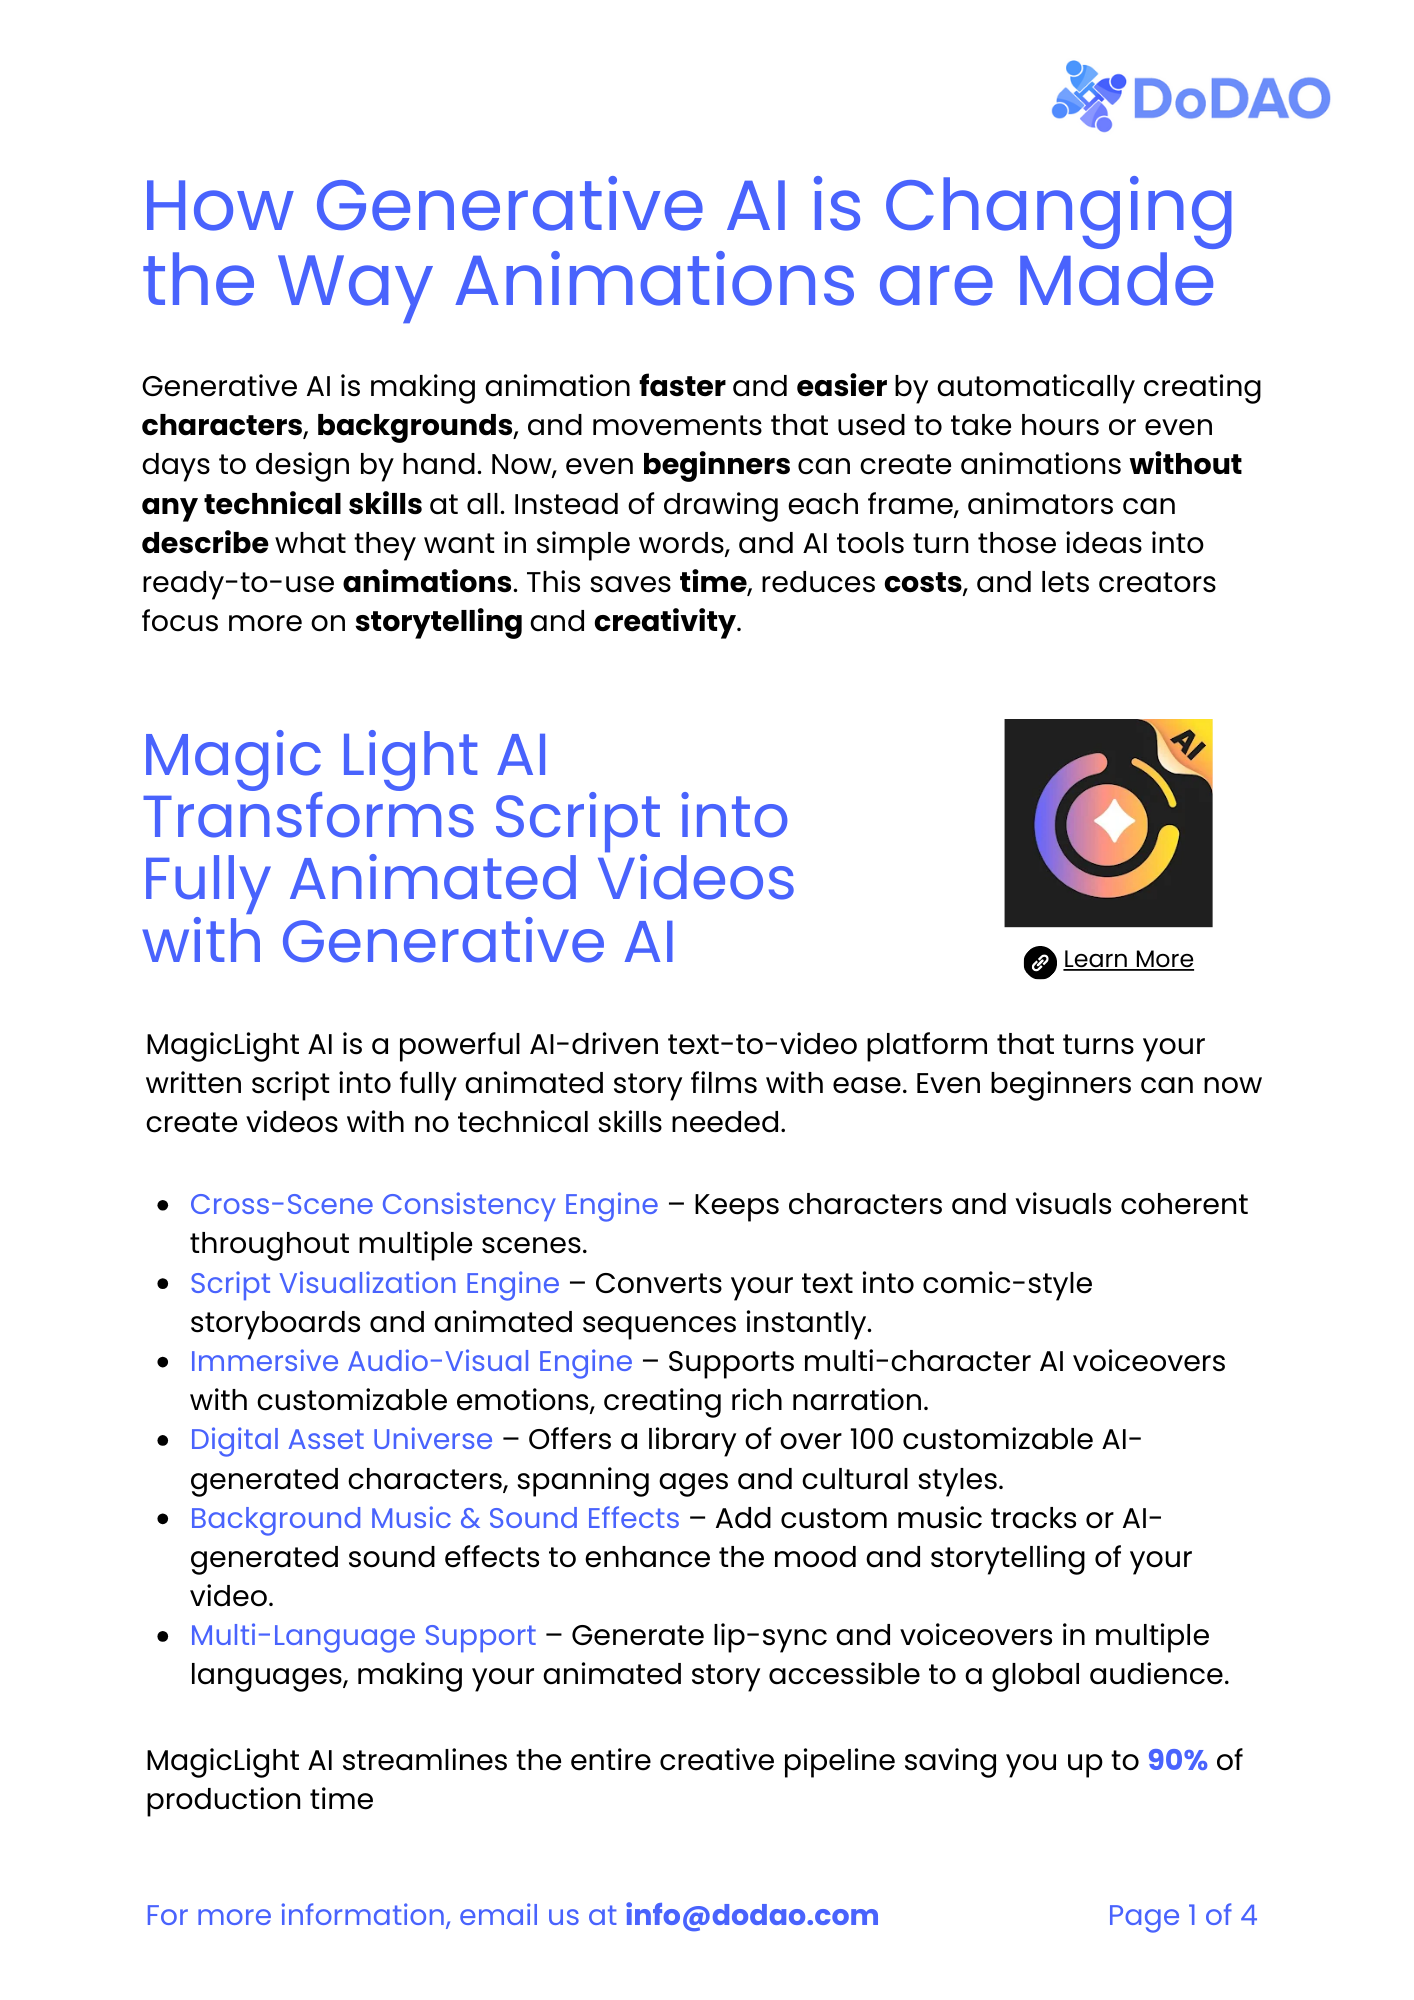 DoDAO
How Generative AI is Changing
the Way Animations are Made
Generative AI is making animation faster and easier by automatically creating
characters, backgrounds, and movements that used to take hours or even
days to design by hand. Now, even beginners can create animations without
any technical skills at all. Instead of drawing each frame, animators can
describe what they want in simple words, and AI tools turn those ideas into
ready-to-use animations. This saves time, reduces costs, and lets creators
focus more on storytelling and creativity.
Magic Light AI
Transforms Script into
Fully Animated Videos
with Generative AI
AI
Learn More
MagicLight AI is a powerful AI-driven text-to-video platform that turns your
written script into fully animated story films with ease. Even beginners can now
create videos with no technical skills needed.
• Cross-Scene Consistency Engine – Keeps characters and visuals coherent
throughout multiple scenes.
• Script Visualization Engine – Converts your text into comic-style
storyboards and animated sequences instantly.
• Immersive Audio-Visual Engine – Supports multi-character AI voiceovers
with customizable emotions, creating rich narration.
• Digital Asset Universe – Offers a library of over 100 customizable AI-
generated characters, spanning ages and cultural styles.
• Background Music & Sound Effects – Add custom music tracks or AI-
generated sound effects to enhance the mood and storytelling of your
video.
• Multi-Language Support – Generate lip-sync and voiceovers in multiple
languages, making your animated story accessible to a global audience.
MagicLight AI streamlines the entire creative pipeline saving you up to 90% of
production time
For more information, email us at info@dodao.com
Page 1 of 4